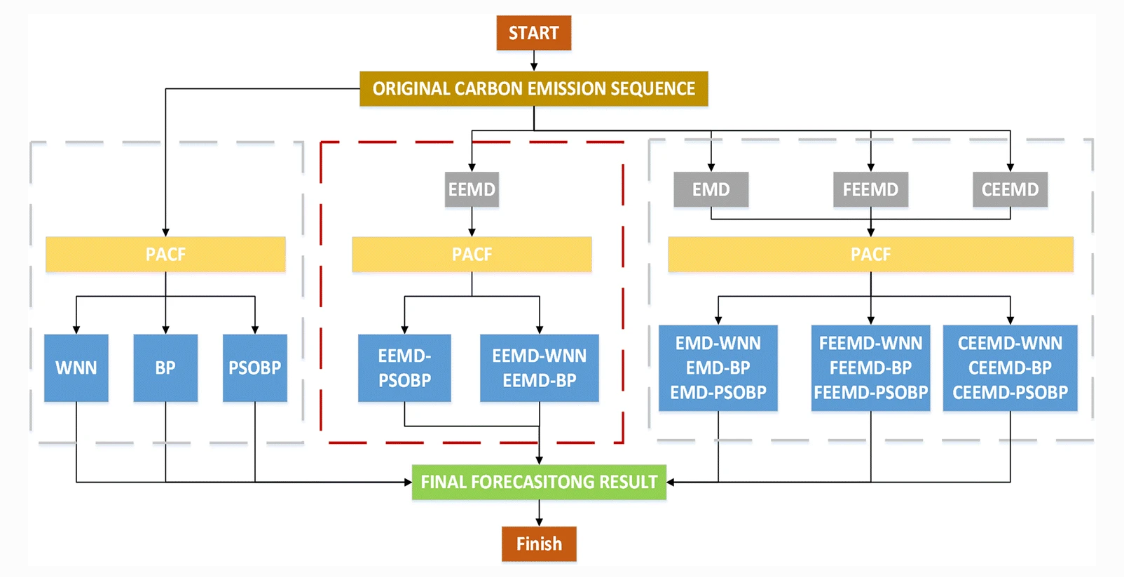 START
ORIGINAL CARBON EMISSION SEQUENCE
EEMD
EMD
FEEMD
CEEMD
PACF
PACF
PACF
WNN
BP
PSOBP
EEMD-
PSOBP
EEMD-WNN
EEMD-BP
EMD-WNN
EMD-BP
EMD-PSOBP
FEEMD-WNN
FEEMD-BP
FEEMD-PSOBP
CEEMD-WNN
CEEMD-BP
CEEMD-PSOBP
FINAL FORECASITONG RESULT
Finish